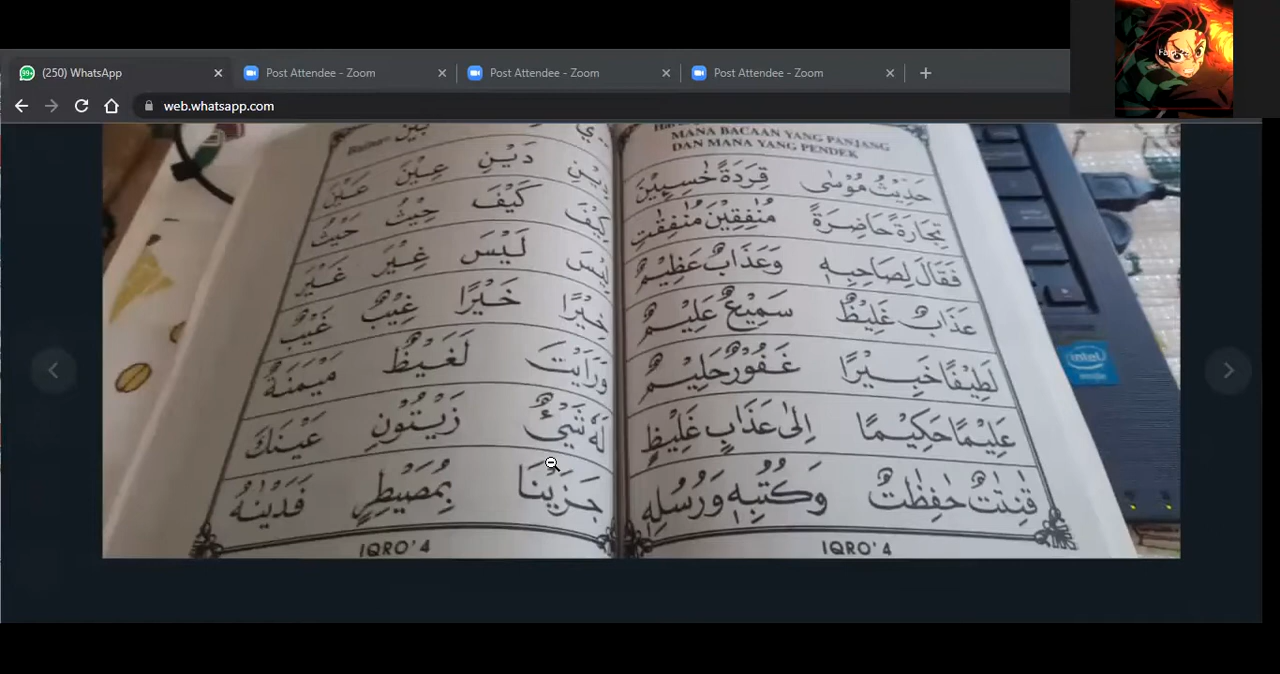 (250) WhatsApp
Post Attendee - Zoom
Post Attendee - Zoom
Post Attendee - Zoom
web.whatsapp.com
MANA BACAAN YANG PANJANG
DAN MANA YANG PENDEK
حَدِيْثُ مُوْسٰى قِرَدَةً خٰسِـِٕيْنَ
تِجَارَةً حَاضِرَةً مُنٰفِقِيْنَ مُنٰفِقٰتِ
فَقَالَ لِصَاحِبِهٖ وَعَذَابٌ عَظِيْمٌ
عَذَابٌ غَلِيْظٌ سَمِيْعٌ عَلِيْمٌ
لَطِيْفًا خَبِيْرًا غَفُوْرٌ حَلِيْمٌ
عَلِيْمًا حَكِيْمًا اِلٰى عَذَابٍ غَلِيْظٍ
قٰنِتٰتٌ حٰفِظٰتٌ وَكُتُبِهٖ وَرُسُلِهٖ
IQRO' 4
دِيْنِ دَيْنِ عِيْنَ عَيْنَ
كِيْفَ كَيْفَ حِيْثُ حَيْثُ
لِيْسَ لَيْسَ غِيْرَ غَيْرَ
خِيْرًا خَيْرًا غِيْبٌ غَيْبٌ
وَرَاَيْتَ لَغَيْظٌ مَيْمَنَةٌ
لَهٗ شَيْءٌ زَيْتُوْنِ عَيْنَكَ
جَزَيْنَا بِمُصَيْطِرٍ فَدَيْنٰهُ
IQRO' 4
intel